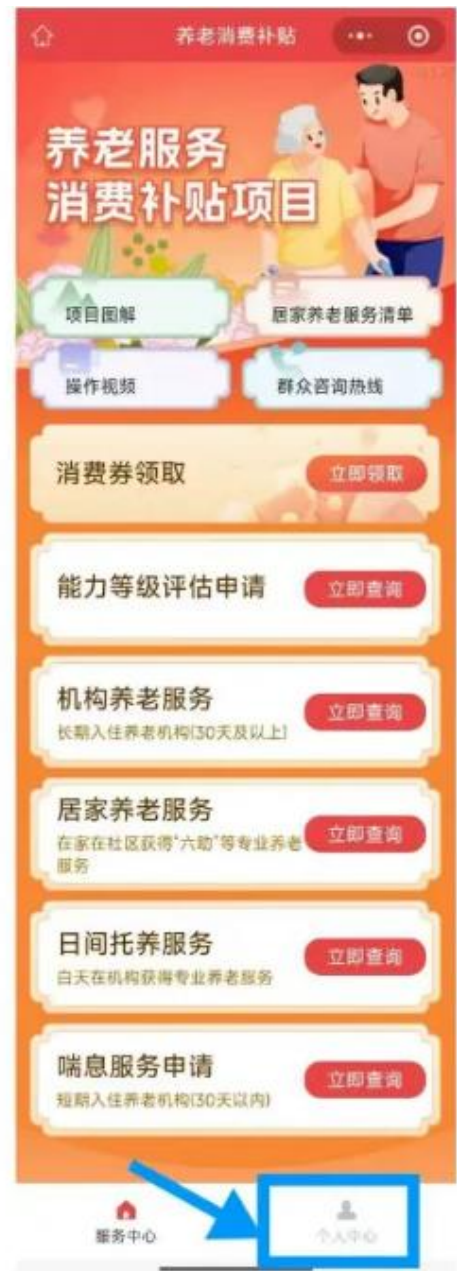 养老消费补贴
养老服务
消费补贴项目
项目图解
居家养老服务清单
操作视频
群众咨询热线
消费券领取
立即领取
能力等级评估申请
立即查询
机构养老服务
长期入住养老机构(30天及以上)
立即查询
居家养老服务
在家在社区获得“六助”等专业养老
服务
立即查询
日间托养服务
白天在机构获得专业养老服务
立即查询
喘息服务申请
短期入住养老机构(30天以内)
立即查询
服务中心
个人中心